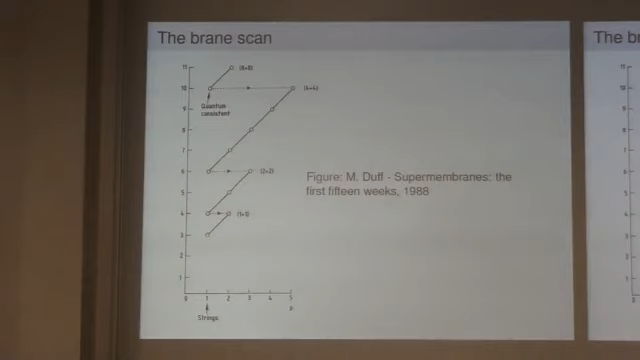 The brane scan
The b
11
10
9
8
7
6
5
4
3
2
1
0 1 2 3 4 5
p
(8+8)
(4+4)
(2+2)
(1+1)
Quantum
consistent
Strings
Figure: M. Duff - Supermembranes: the
first fifteen weeks, 1988
11
10